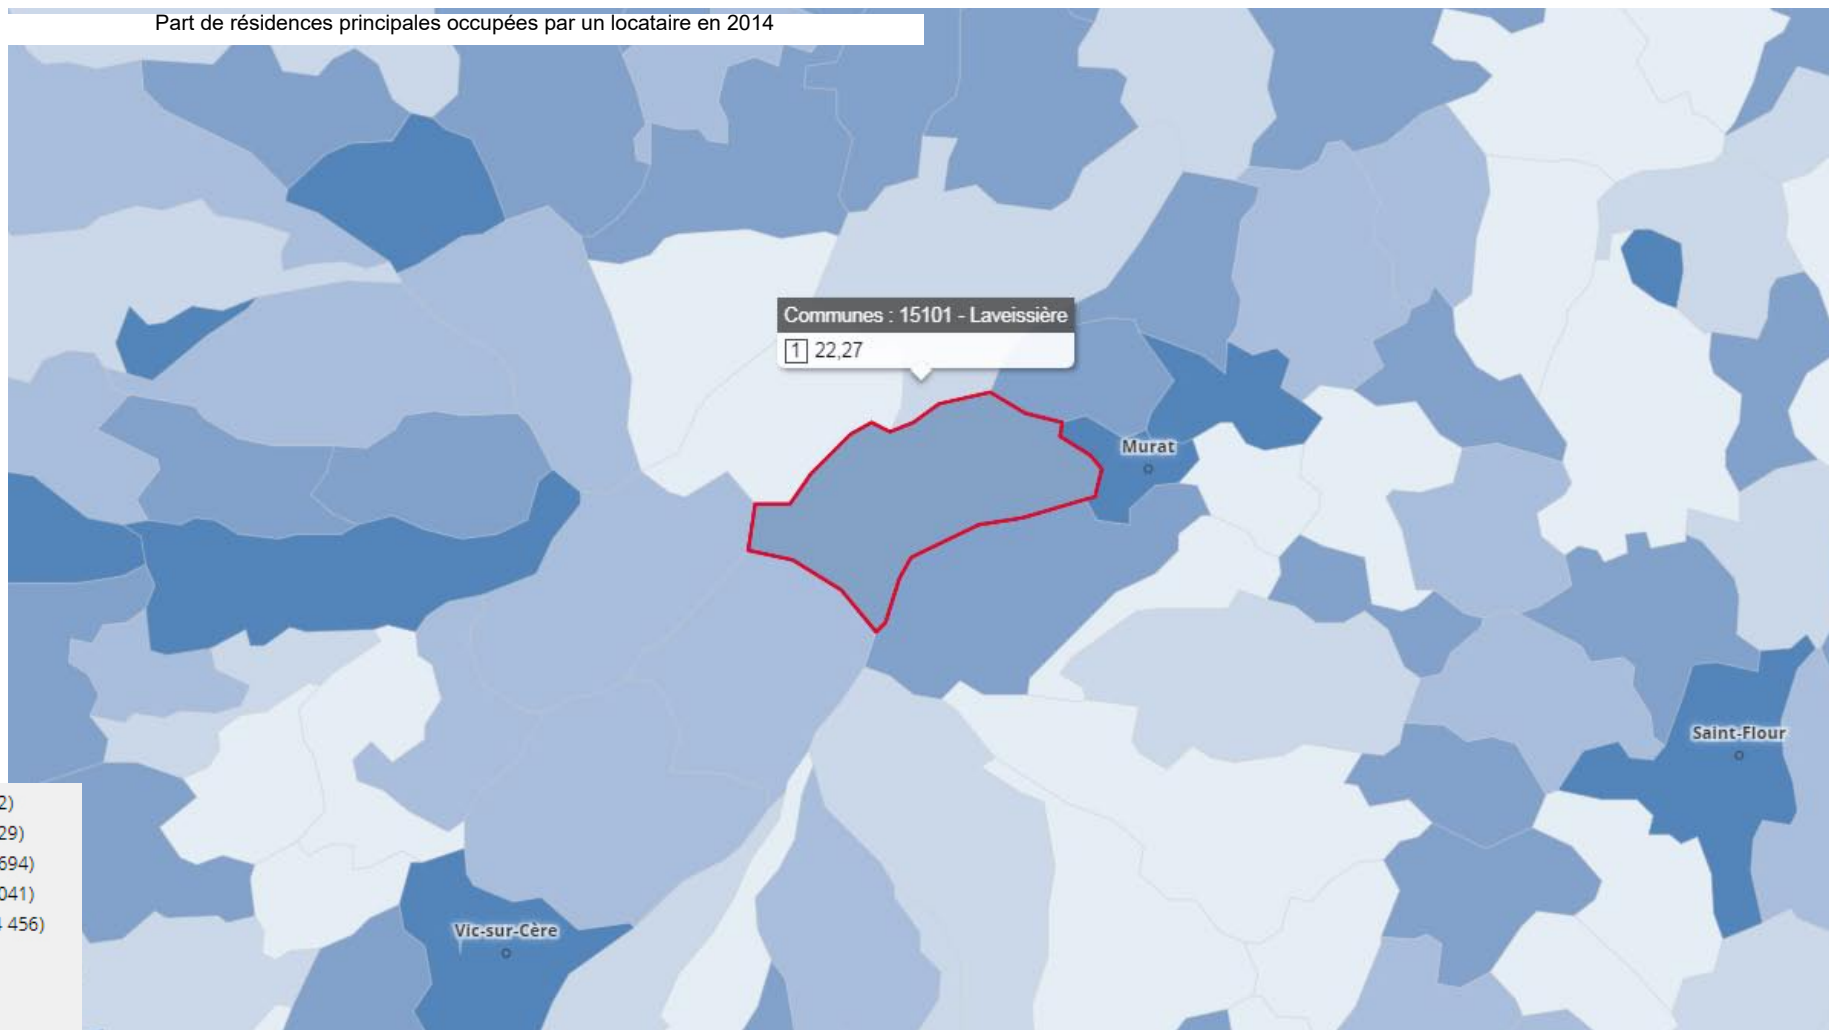 Part de résidences principales occupées par un locataire en 2014
Communes : 15101 - Laveissière
1 22,27
Murat
Saint-Flour
2)
29)
694)
041)
456)
Vic-sur-Cère